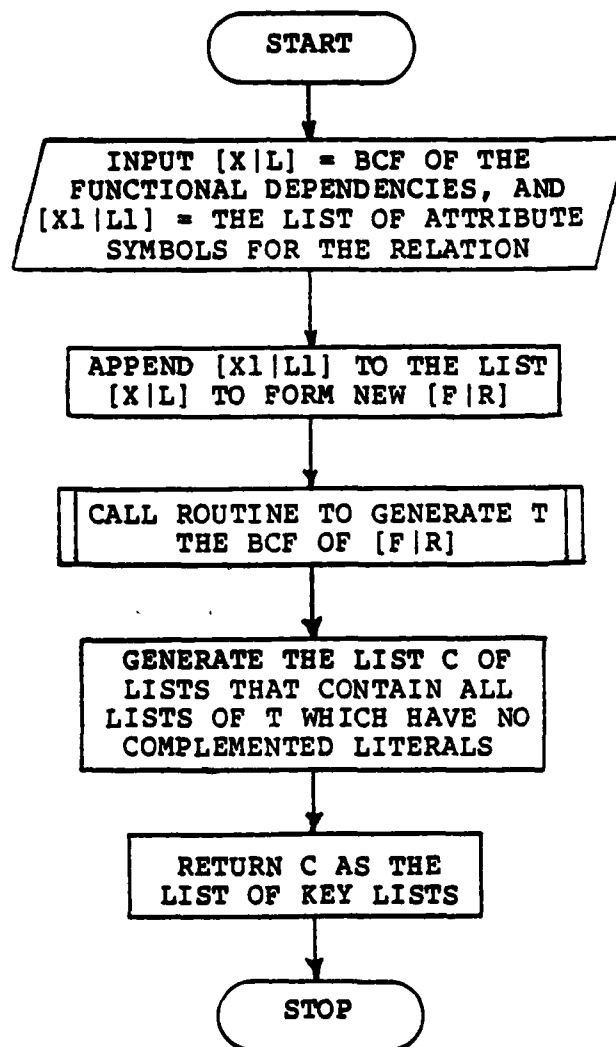 START
INPUT [X|L] = BCF OF THE
FUNCTIONAL DEPENDENCIES, AND
[X1|L1] = THE LIST OF ATTRIBUTE
SYMBOLS FOR THE RELATION
APPEND [X1|L1] TO THE LIST
[X|L] TO FORM NEW [F|R]
CALL ROUTINE TO GENERATE T
THE BCF OF [F|R]
GENERATE THE LIST C OF
LISTS THAT CONTAIN ALL
LISTS OF T WHICH HAVE NO
COMPLEMENTED LITERALS
RETURN C AS THE
LIST OF KEY LISTS
STOP